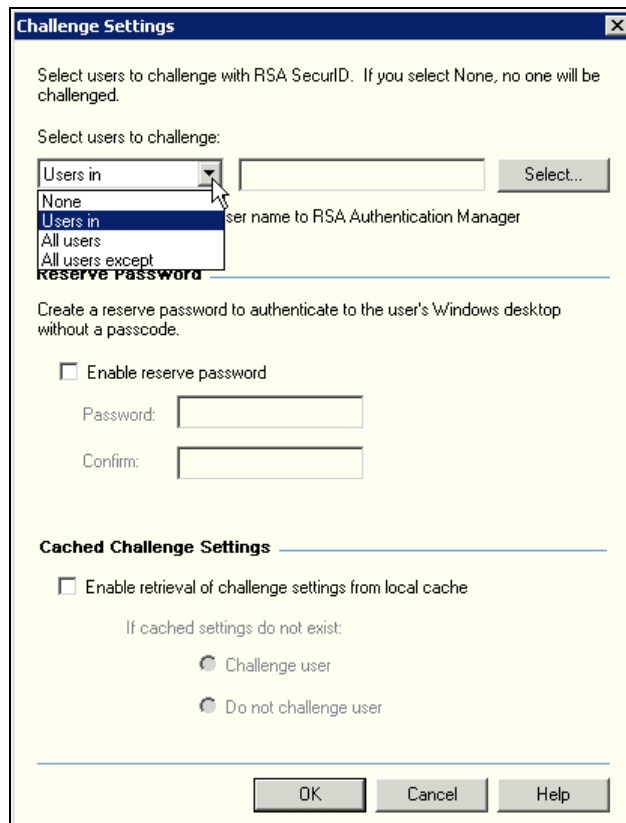 Challenge Settings
Select users to challenge with RSA SecurID. If you select None, no one will be
challenged.
Select users to challenge:
Users in
Select...
None
Users in
All users
All users except
name to RSA Authentication Manager
Reserve Password
Create a reserve password to authenticate to the user's Windows desktop
without a passcode.
Enable reserve password
Password:
Confirm:
Cached Challenge Settings
Enable retrieval of challenge settings from local cache
If cached settings do not exist:
Challenge user
Do not challenge user
OK
Cancel
Help